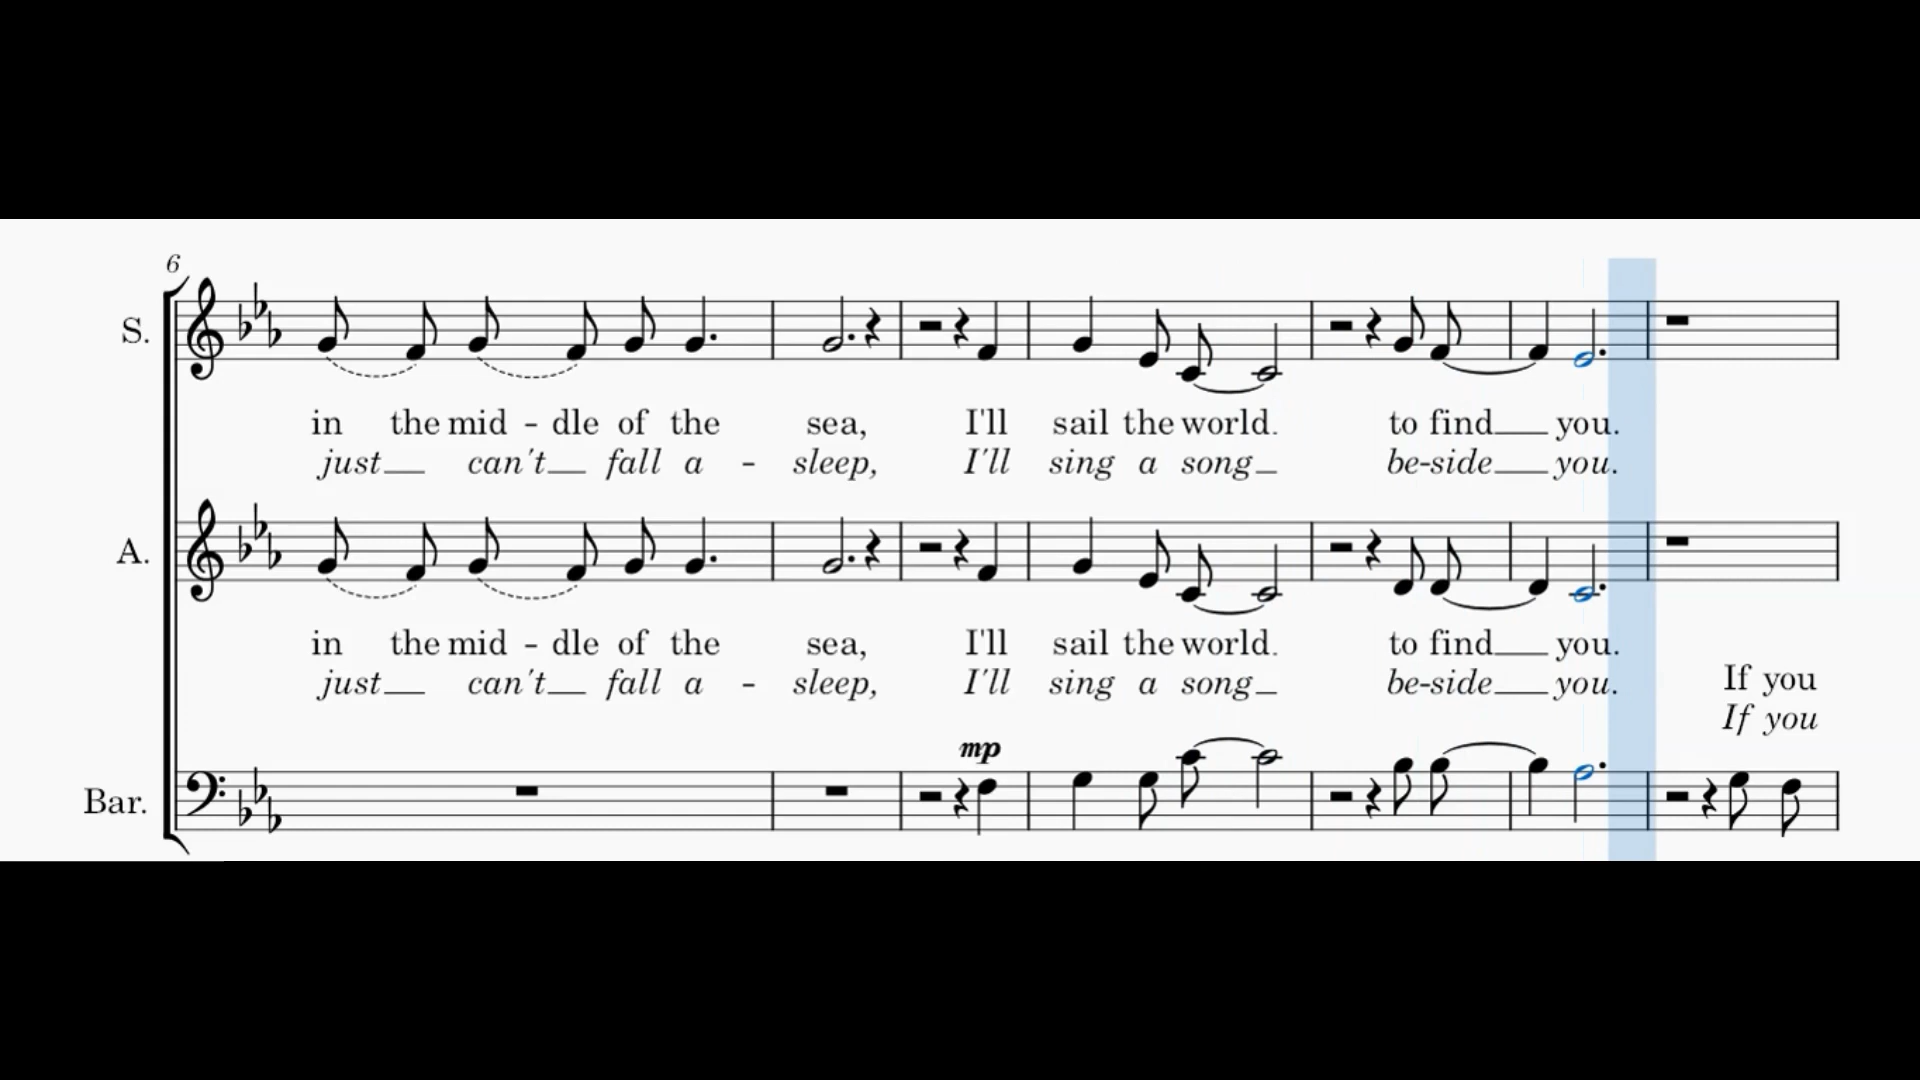 6
S.
in the mid - dle of the sea, I'll sail the world. to find you.
just can't fall a - sleep, I'll sing a song be-side you.
A.
in the mid - dle of the sea, I'll sail the world. to find you.
just can't fall a - sleep, I'll sing a song be-side you.
If you
If you
mp
Bar.